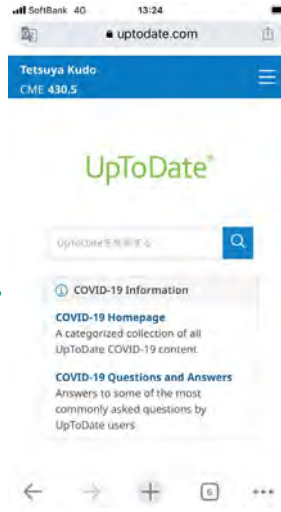 SoftBank 4G 13:24
uptodate.com
Tetsuya Kudo
CME 430.5
UpToDate®
UpToDateを検索する
COVID-19 Information
COVID-19 Homepage
A categorized collection of all
UpToDate COVID-19 content
COVID-19 Questions and Answers
Answers to some of the most
commonly asked questions by
UpToDate users
6